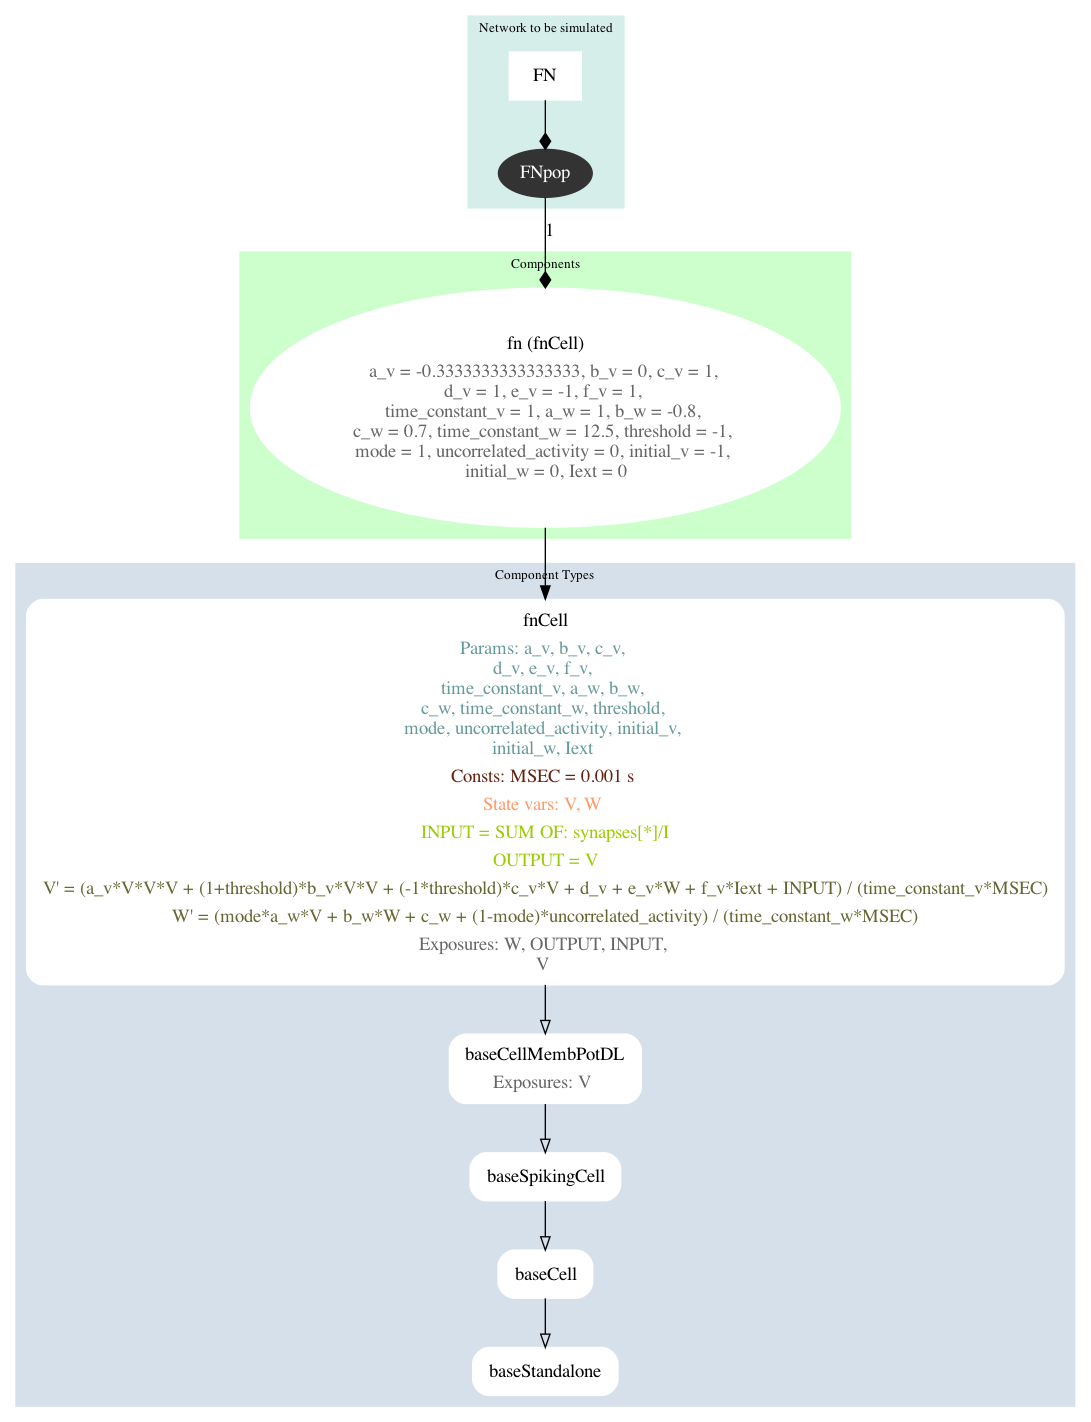 Network to be simulated
FN
FNpop
1
Components
fn (fnCell)
a_v = -0.3333333333333333, b_v = 0, c_v = 1,
d_v = 1, e_v = -1, f_v = 1,
time_constant_v = 1, a_w = 1, b_w = -0.8,
c_w = 0.7, time_constant_w = 12.5, threshold = -1,
mode = 1, uncorrelated_activity = 0, initial_v = -1,
initial_w = 0, Iext = 0
Component Types
fnCell
Params: a_v, b_v, c_v,
d_v, e_v, f_v,
time_constant_v, a_w, b_w,
c_w, time_constant_w, threshold,
mode, uncorrelated_activity, initial_v,
initial_w, Iext
Consts: MSEC = 0.001 s
State vars: V, W
INPUT = SUM OF: synapses[*]/I
OUTPUT = V
V' = (a_v*V*V*V + (1+threshold)*b_v*V*V + (-1*threshold)*c_v*V + d_v + e_v*W + f_v*Iext + INPUT) / (time_constant_v*MSEC)
W' = (mode*a_w*V + b_w*W + c_w + (1-mode)*uncorrelated_activity) / (time_constant_w*MSEC)
Exposures: W, OUTPUT, INPUT,
V
baseCellMembPotDL
Exposures: V
baseSpikingCell
baseCell
baseStandalone